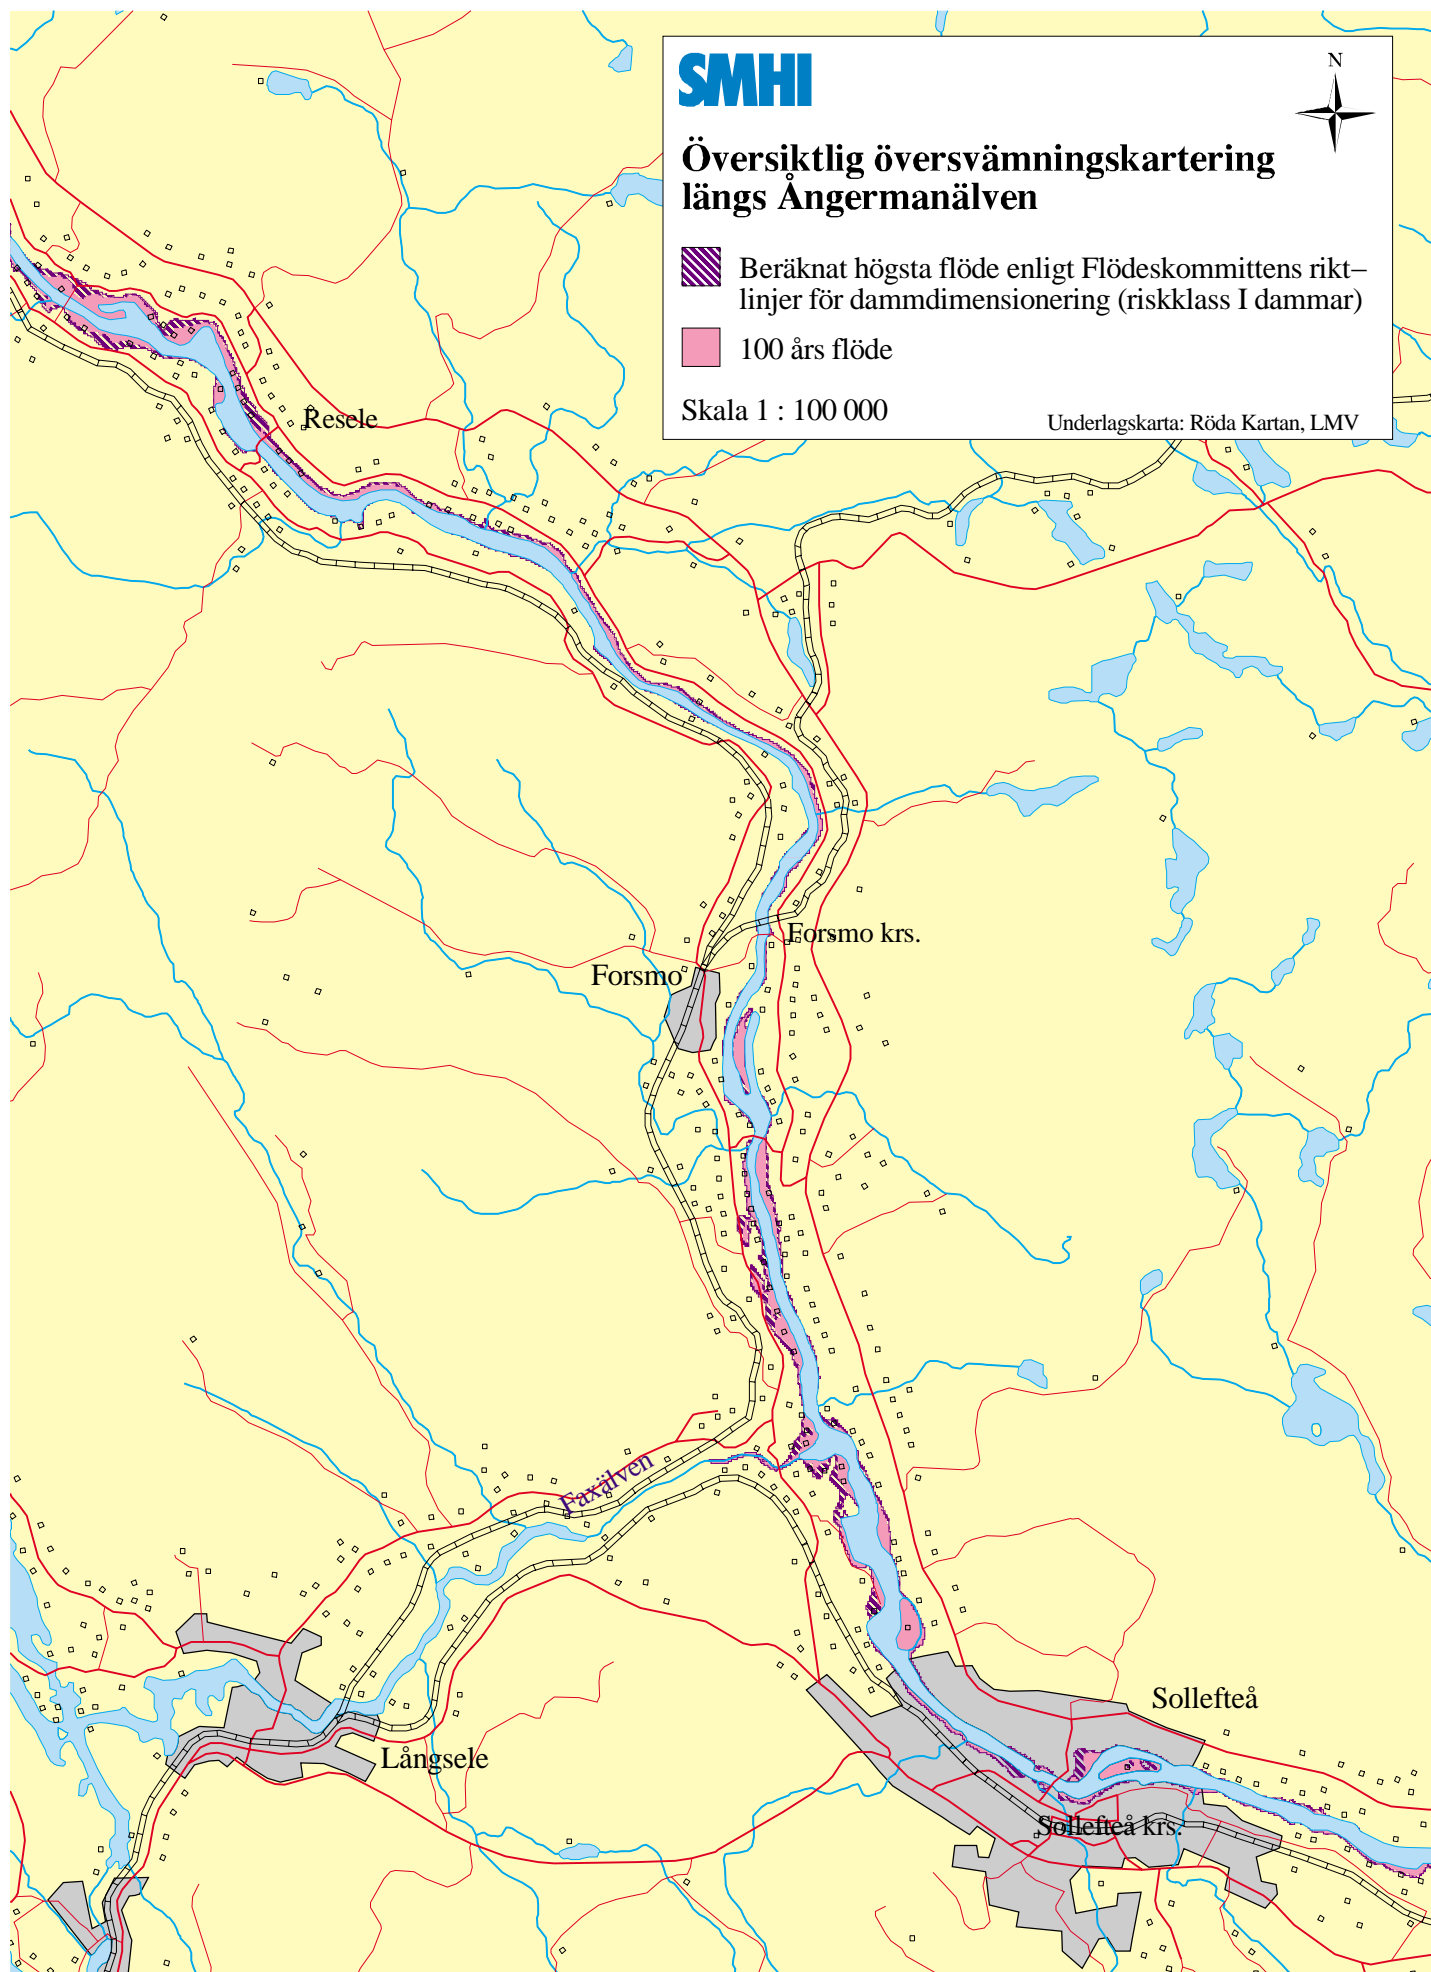 SMHI
N
Översiktlig översvämningskartering
längs Ångermanälven
Beräknat högsta flöde enligt Flödeskommittens rikt–
linjer för dammdimensionering (riskklass I dammar)
100 års flöde
Skala 1 : 100 000
Underlagskarta: Röda Kartan, LMV
Resele
Forsmo krs.
Forsmo
Faxälven
Sollefteå
Långsele
Sollefteå krs.